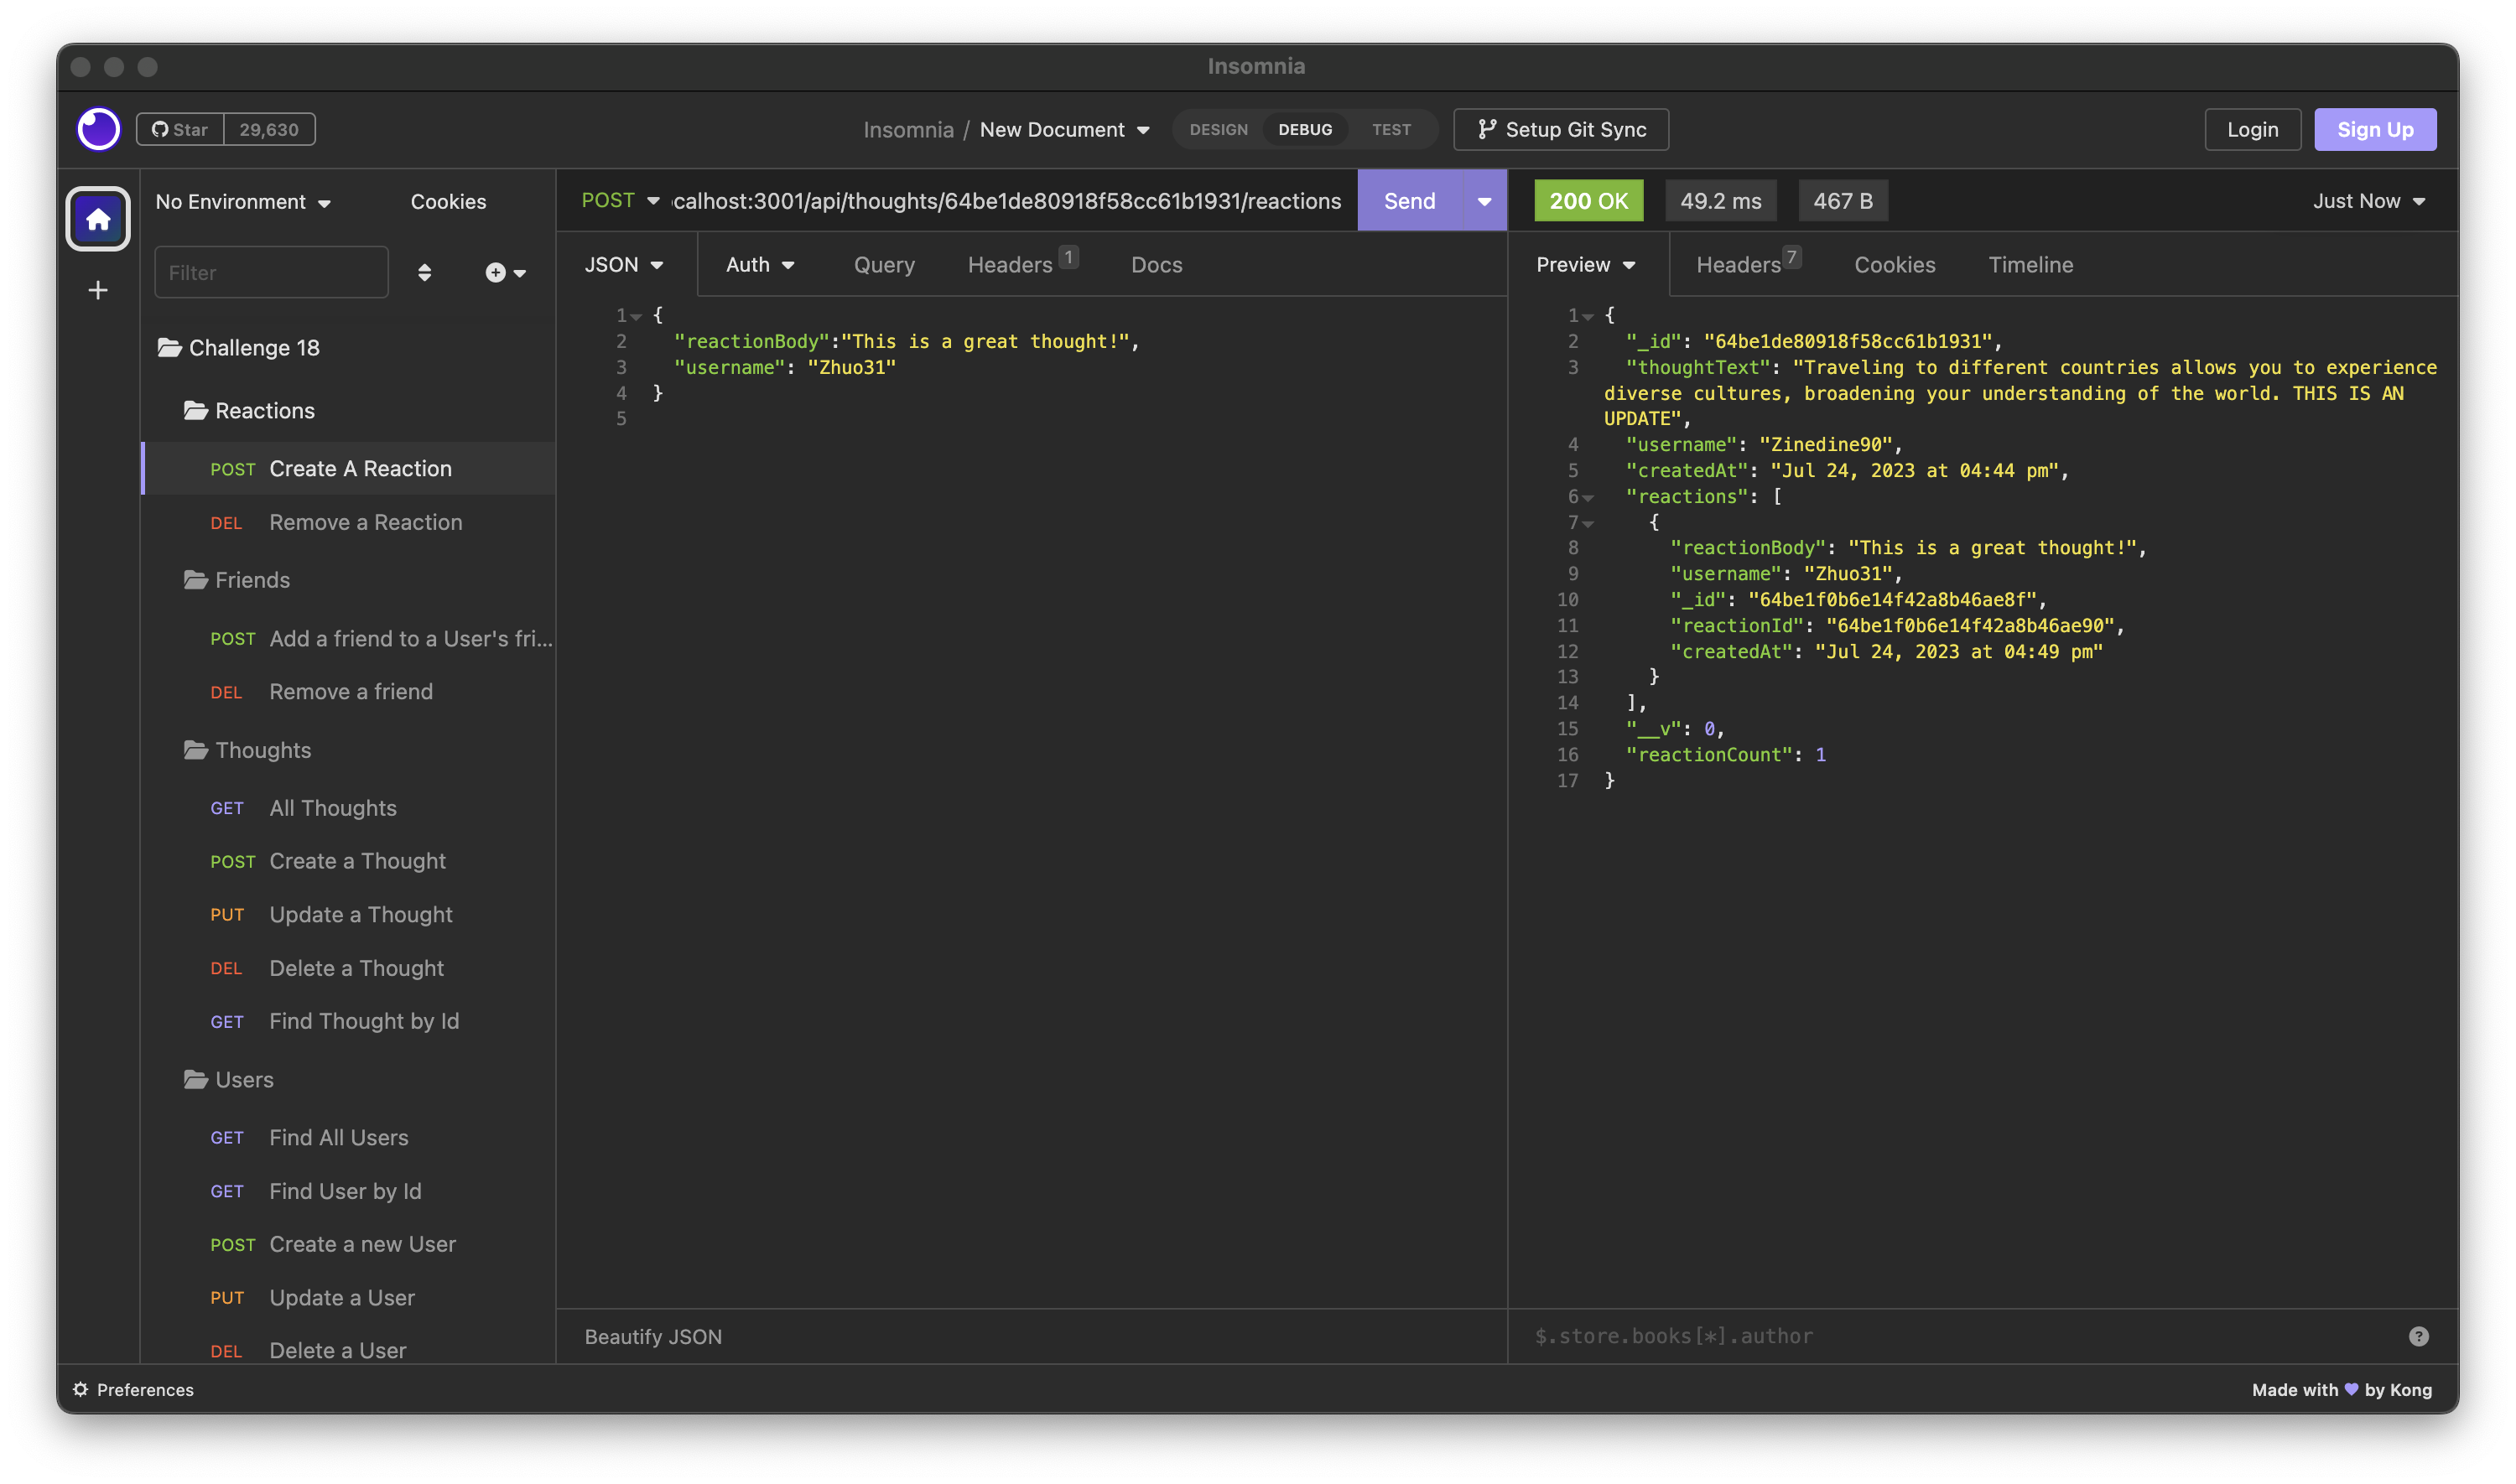 Insomnia
Star 29,630
Insomnia / New Document
DESIGN DEBUG TEST
Setup Git Sync
Login
Sign Up
No Environment
Cookies
Filter
Challenge 18
Reactions
POST Create A Reaction
DEL Remove a Reaction
Friends
POST Add a friend to a User's fri...
DEL Remove a friend
Thoughts
GET All Thoughts
POST Create a Thought
PUT Update a Thought
DEL Delete a Thought
GET Find Thought by Id
Users
GET Find All Users
GET Find User by Id
POST Create a new User
PUT Update a User
DEL Delete a User
POST calhost:3001/api/thoughts/64be1de80918f58cc61b1931/reactions Send
JSON Auth Query Headers 1 Docs
1 {
2 "reactionBody":"This is a great thought!",
3 "username": "Zhuo31"
4 }
5
Beautify JSON
200 OK 49.2 ms 467 B Just Now
Preview Headers 7 Cookies Timeline
1 {
2 "_id": "64be1de80918f58cc61b1931",
3 "thoughtText": "Traveling to different countries allows you to experience
diverse cultures, broadening your understanding of the world. THIS IS AN
UPDATE",
4 "username": "Zinedine90",
5 "createdAt": "Jul 24, 2023 at 04:44 pm",
6 "reactions": [
7 {
8 "reactionBody": "This is a great thought!",
9 "username": "Zhuo31",
10 "_id": "64be1f0b6e14f42a8b46ae8f",
11 "reactionId": "64be1f0b6e14f42a8b46ae90",
12 "createdAt": "Jul 24, 2023 at 04:49 pm"
13 }
14 ],
15 "__v": 0,
16 "reactionCount": 1
17 }
$.store.books[*].author
?
Preferences
Made with 💜 by Kong